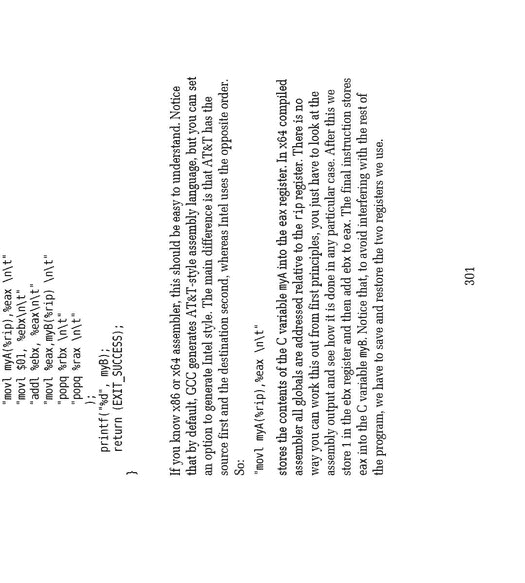 "movl myA(%rip),%eax \n\t"
"movl $01, %ebx\n\t"
"addl %ebx, %eax\n\t"
"movl %eax,myB(%rip) \n\t"
"popq %rbx \n\t"
"popq %rax \n\t"
);
printf("%d", myB);
return (EXIT_SUCCESS);
}
If you know x86 or x64 assembler, this should be easy to understand. Notice
that by default, GCC generates AT&T-style assembly language, but you can set
an option to generate Intel style. The main difference is that AT&T has the
source first and the destination second, whereas Intel uses the opposite order.
So:
"movl myA(%rip),%eax \n\t"
stores the contents of the C variable myA into the eax register. In x64 compiled
assembler all globals are addressed relative to the rip register. There is no
way you can work this out from first principles, you just have to look at the
assembly output and see how it is done in any particular case. After this we
store 1 in the ebx register and then add ebx to eax. The final instruction stores
eax into the C variable myB. Notice that, to avoid interfering with the rest of
the program, we have to save and restore the two registers we use.
301